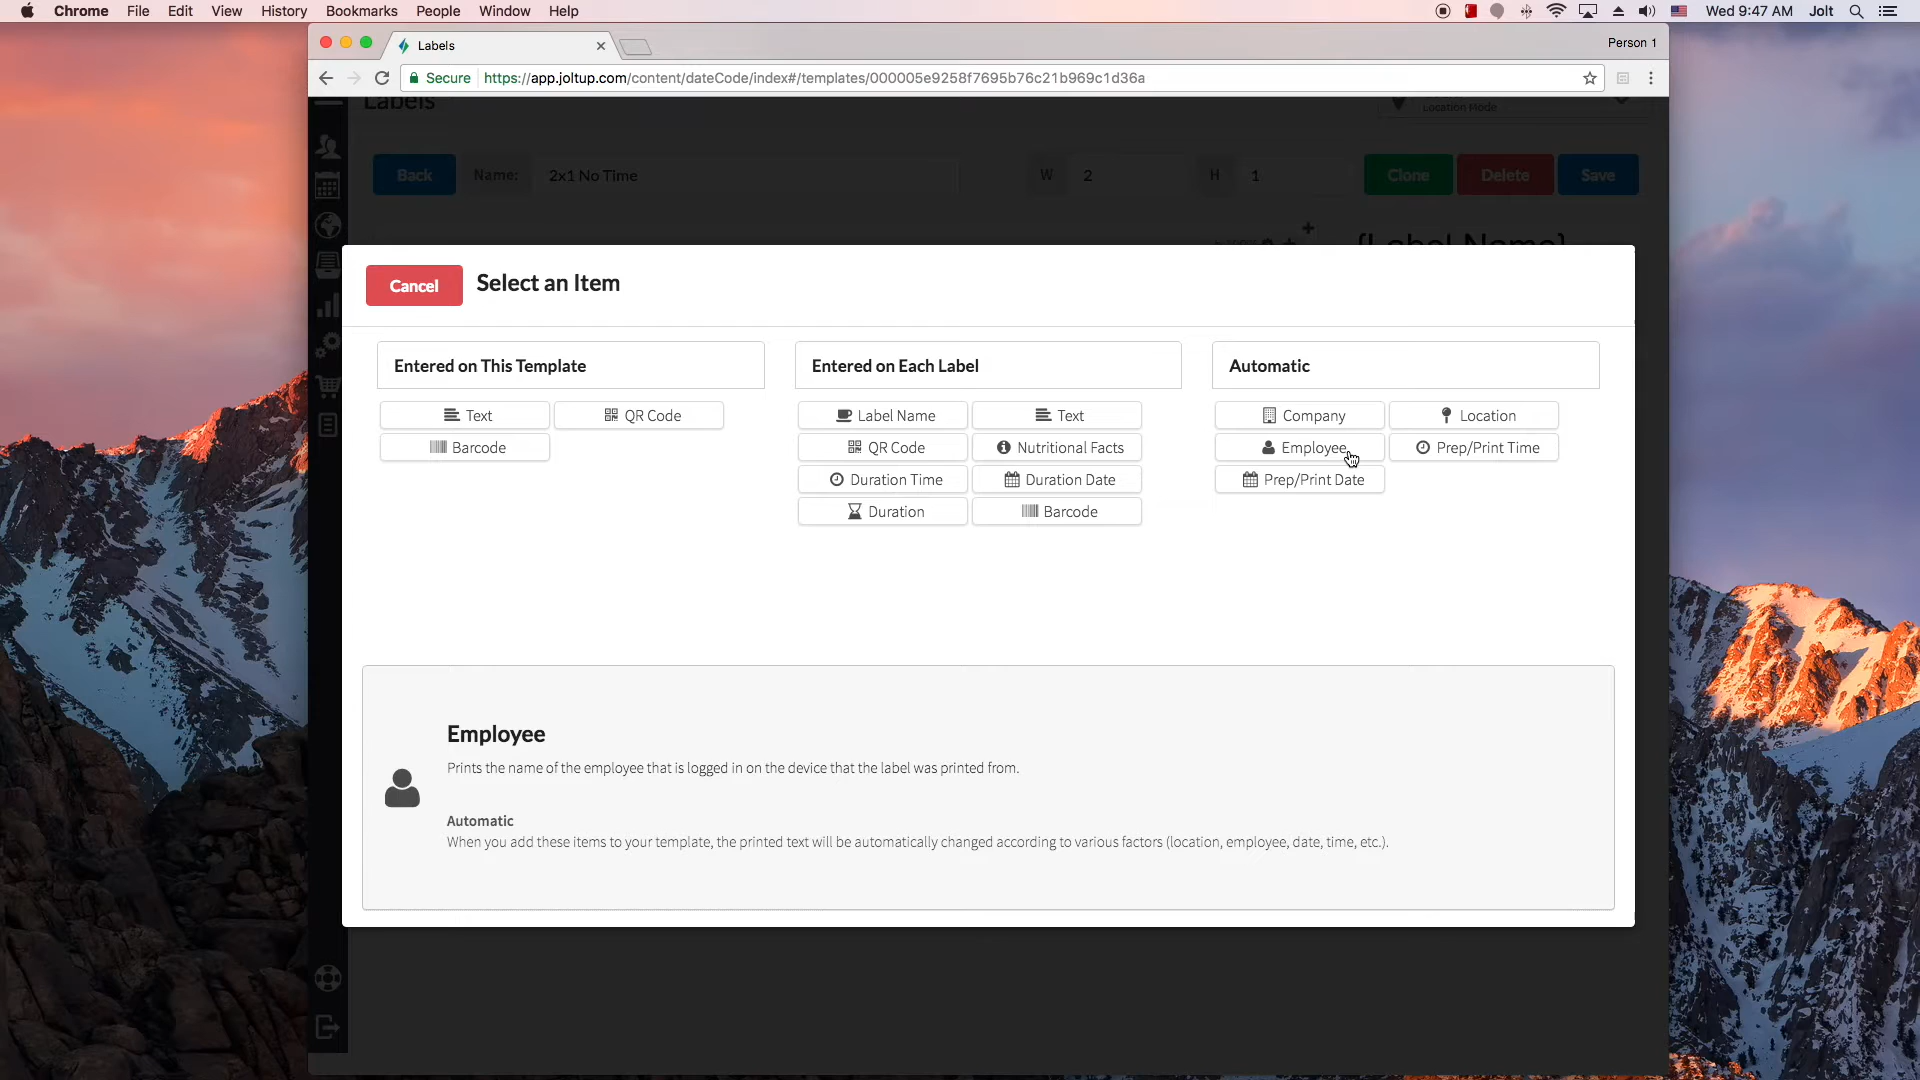 Chrome File Edit View History Bookmarks People Window Help Wed 9:47 AM Jolt
Labels Person 1
Secure https://app.joltup.com/content/dateCode/index#/templates/000005e9258f7695b76c21b969c1d36a
Labels
Location Mode
Back Name: 2x1 No Time W 2 H 1 Clone Delete Save
{Label Name}
Cancel Select an Item
Entered on This Template
Text QR Code
Barcode
Entered on Each Label
Label Name Text
QR Code Nutritional Facts
Duration Time Duration Date
Duration Barcode
Automatic
Company Location
Employee Prep/Print Time
Prep/Print Date
Employee
Prints the name of the employee that is logged in on the device that the label was printed from.
Automatic
When you add these items to your template, the printed text will be automatically changed according to various factors (location, employee, date, time, etc.).